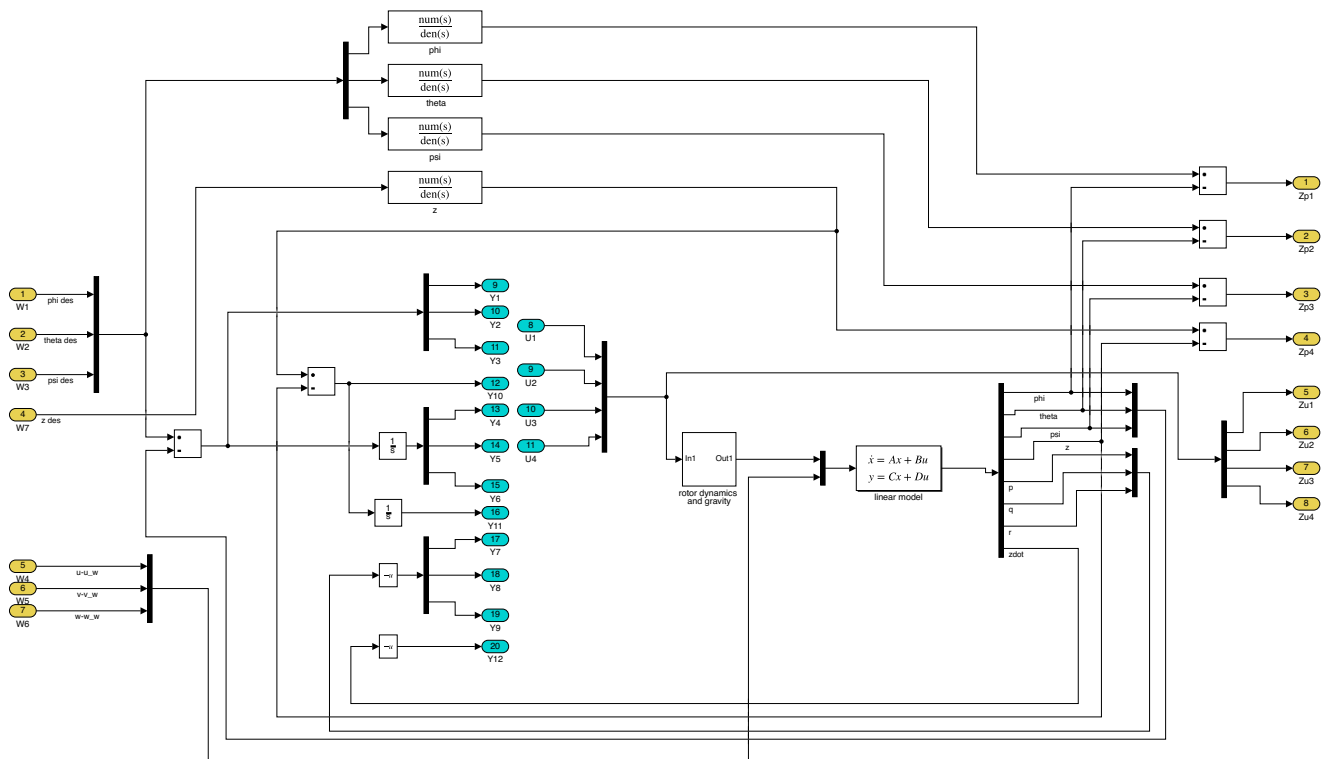 num(s)
den(s)
phi
num(s)
den(s)
theta
num(s)
den(s)
psi
num(s)
den(s)
z
1
Zp1
2
Zp2
3
Zp3
4
Zp4
1
W1
phi des
2
W2
theta des
3
W3
psi des
4
W7
z des
9
Y1
10
Y2
11
Y3
12
Y10
13
Y4
14
Y5
15
Y6
16
Y11
17
Y7
18
Y8
19
Y9
20
Y12
1
s
1
s
-u
-u
8
U1
9
U2
10
U3
11
U4
In1
Out1
rotor dynamics
and gravity
ẋ = Ax + Bu
y = Cx + Du
linear model
phi
theta
psi
z
p
q
r
zdot
5
Zu1
6
Zu2
7
Zu3
8
Zu4
5
W4
u-u_w
6
W5
v-v_w
7
W6
w-w_w